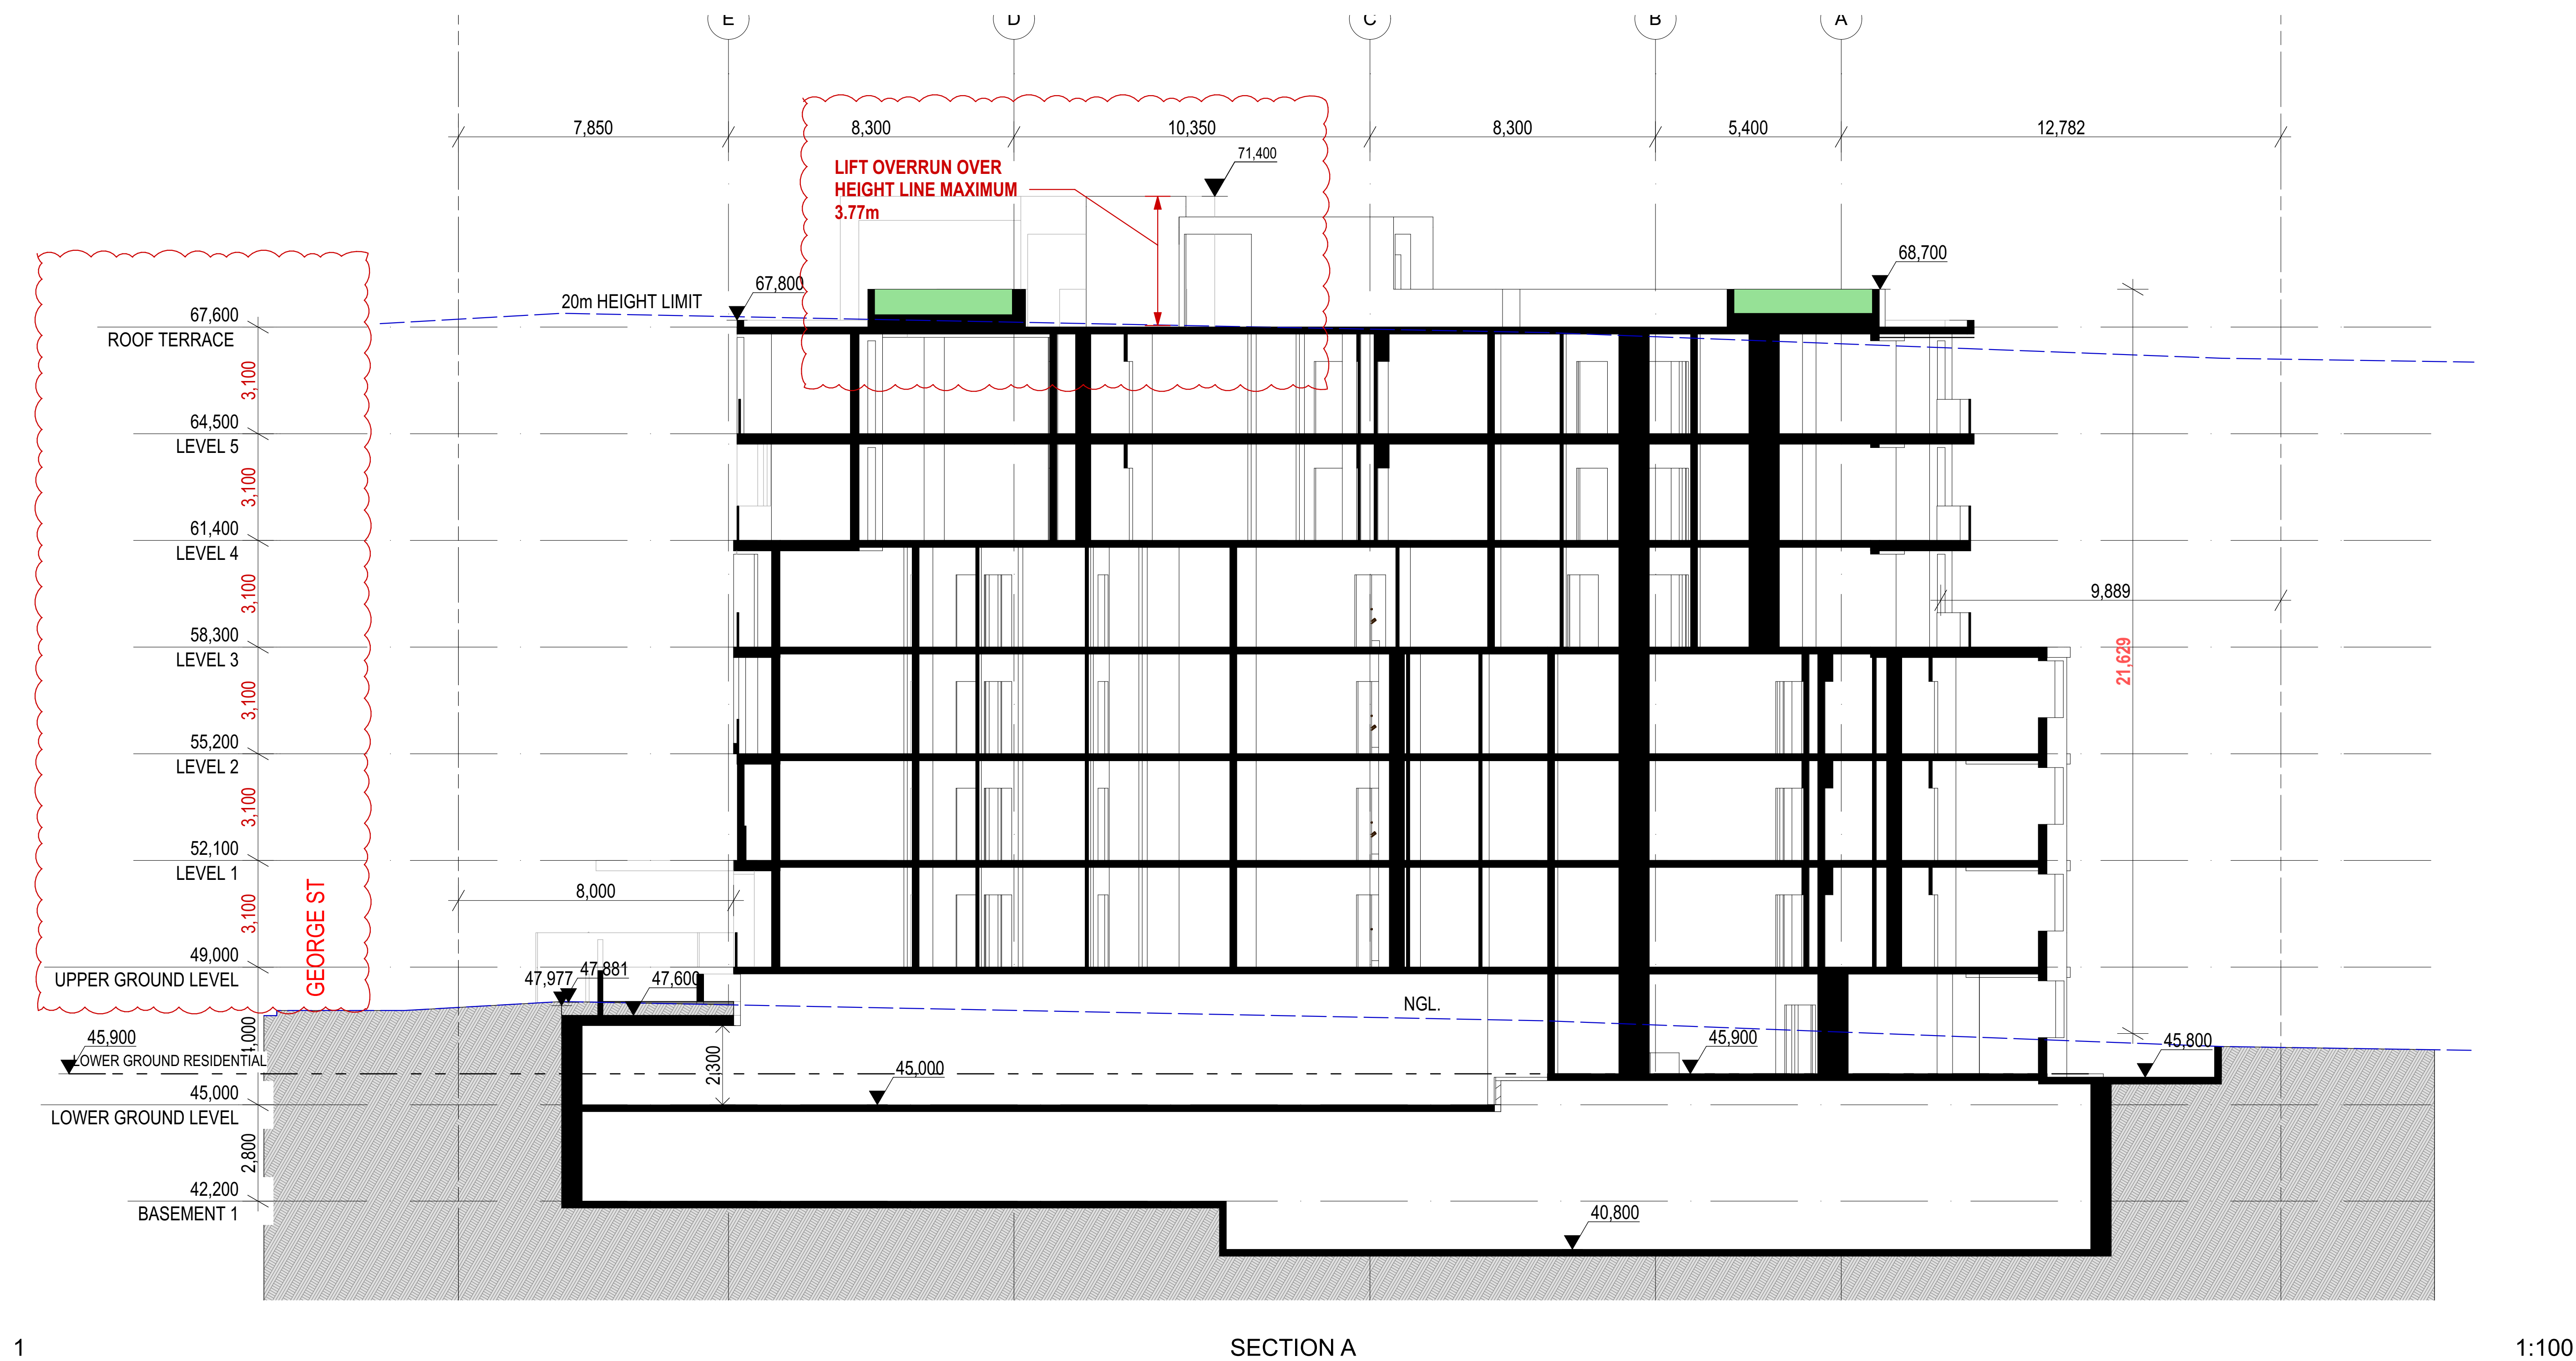 E D C B A
7,850 8,300 10,350 8,300 5,400 12,782
LIFT OVERRUN OVER
HEIGHT LINE MAXIMUM
3.77m
71,400
68,700
67,800
20m HEIGHT LIMIT
67,600
ROOF TERRACE
3,100
64,500
LEVEL 5
3,100
61,400
LEVEL 4
3,100
58,300
LEVEL 3
3,100
55,200
LEVEL 2
3,100
52,100
LEVEL 1
3,100
49,000
UPPER GROUND LEVEL
GEORGE ST
9,889
21,629
8,000
47,977
47,881
47,600
NGL.
45,900
LOWER GROUND RESIDENTIAL
2,300
45,000
45,900
45,800
45,000
LOWER GROUND LEVEL
2,800
42,200
BASEMENT 1
40,800
1 SECTION A 1:100